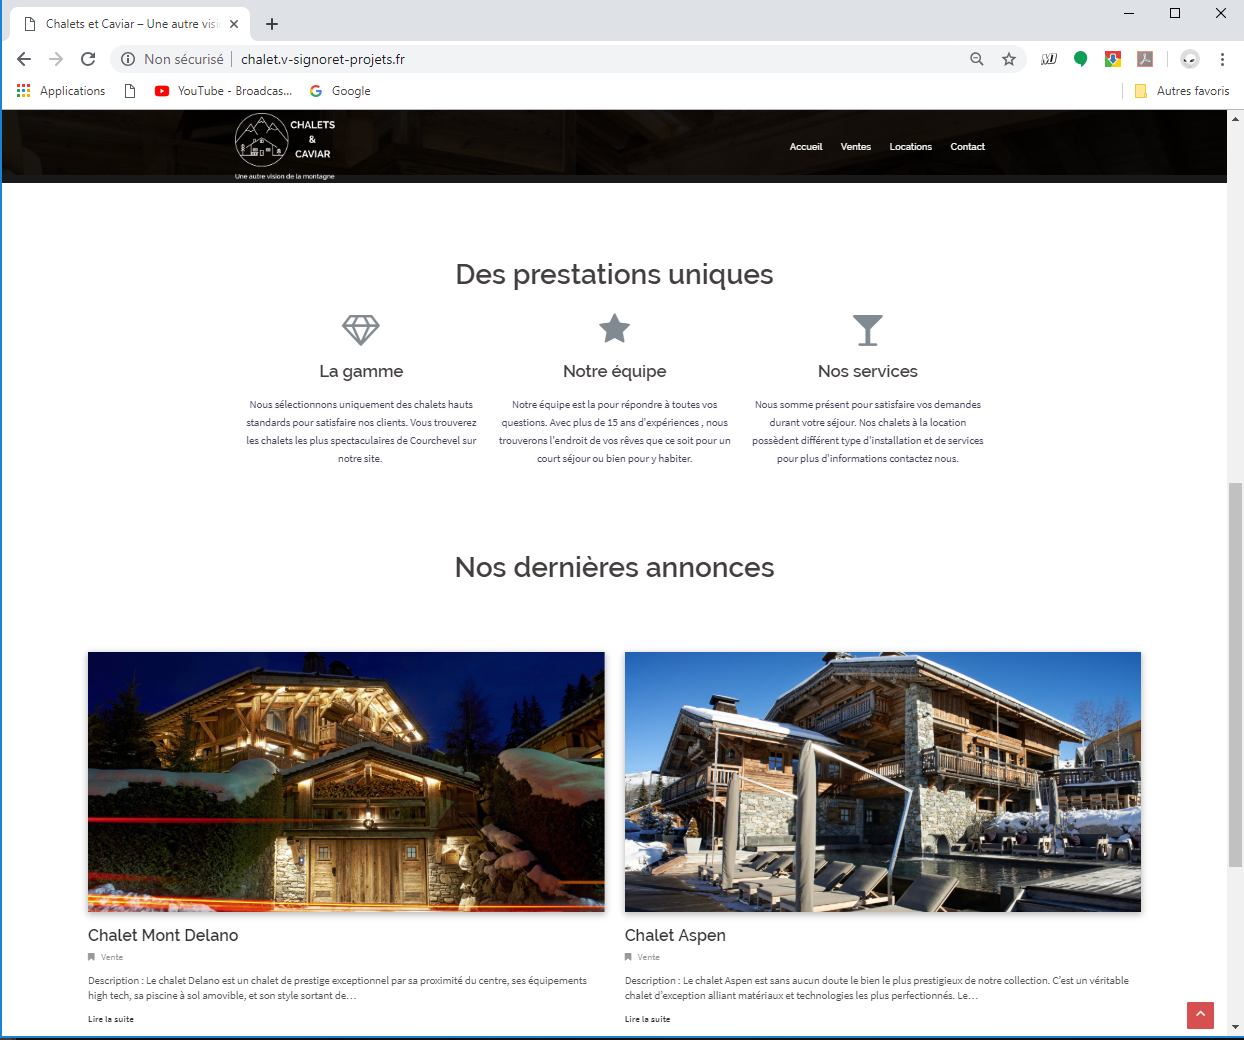 Chalets et Caviar – Une autre visi
Non sécurisé
chalet.v-signoret-projets.fr
Applications
YouTube - Broadcas...
Google
Autres favoris
CHALETS
&
CAVIAR
Une autre vision de la montagne
Accueil
Ventes
Locations
Contact
Des prestations uniques
La gamme
Nous sélectionnons uniquement des chalets hauts
standards pour satisfaire nos clients. Vous trouverez
les chalets les plus spectaculaires de Courchevel sur
notre site.
Notre équipe
Notre équipe est la pour répondre à toutes vos
questions. Avec plus de 15 ans d'expériences , nous
trouverons l'endroit de vos rêves que ce soit pour un
court séjour ou bien pour y habiter.
Nos services
Nous somme présent pour satisfaire vos demandes
durant votre séjour. Nos chalets à la location
possèdent différent type d'installation et de services
pour plus d'informations contactez nous.
Nos dernières annonces
Chalet Mont Delano
Vente
Description : Le chalet Delano est un chalet de prestige exceptionnel par sa proximité du centre, ses équipements
high tech, sa piscine à sol amovible, et son style sortant de…
Lire la suite
Chalet Aspen
Vente
Description : Le chalet Aspen est sans aucun doute le bien le plus prestigieux de notre collection. C'est un véritable
chalet d'exception alliant matériaux et technologies les plus perfectionnés. Le…
Lire la suite